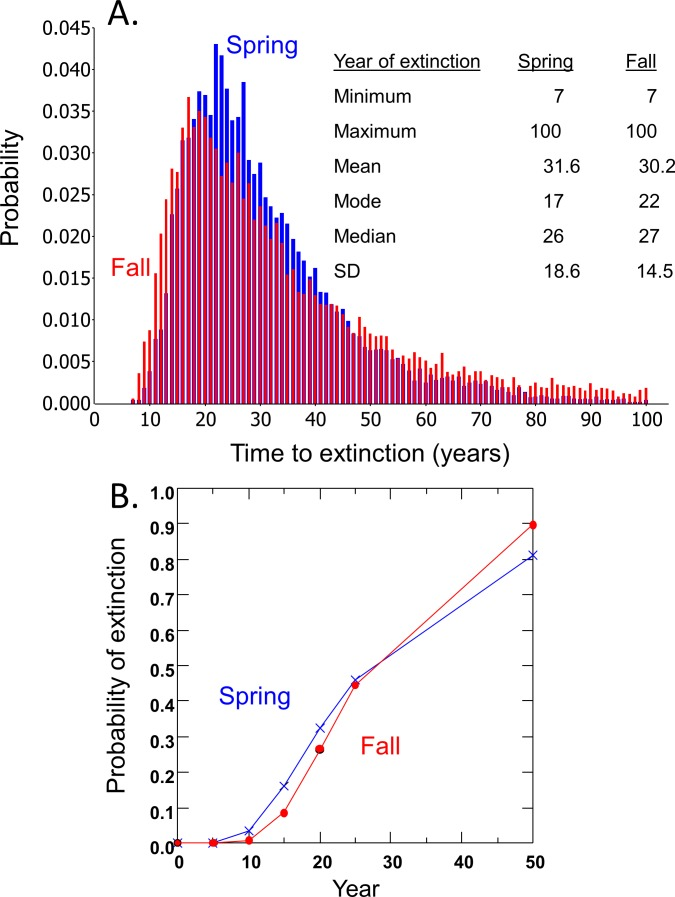 A.
0.045
0.040
0.035
0.030
0.025
0.020
0.015
0.010
0.005
0.000
Probability
Spring
Fall
Year of extinction Spring Fall
Minimum 7 7
Maximum 100 100
Mean 31.6 30.2
Mode 17 22
Median 26 27
SD 18.6 14.5
0 10 20 30 40 50 60 70 80 90 100
Time to extinction (years)
B.
1.0
0.9
0.8
0.7
0.6
0.5
0.4
0.3
0.2
0.1
0.0
Probability of extinction
Spring
Fall
0 10 20 30 40 50
Year